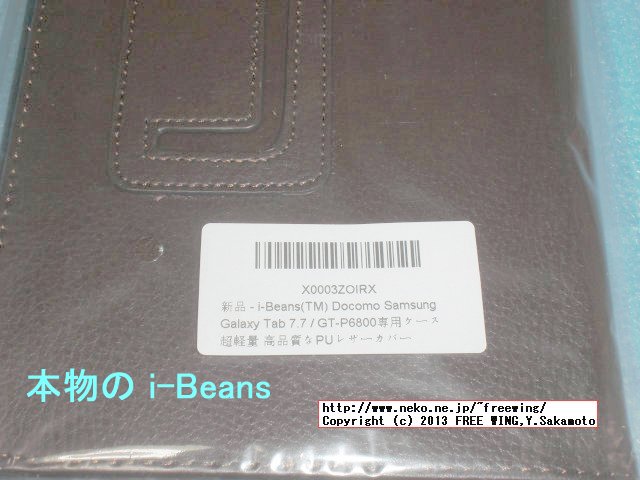 X0003ZOIRX
新品 - i-Beans(TM) Docomo Samsung
Galaxy Tab 7.7 / GT-P6800専用ケース
超軽量 高品質なPUレザーカバー
本物の i-Beans
http://www.neko.ne.jp/~freewing/
Copyright (c) 2013 FREE WING,Y.Sakamoto